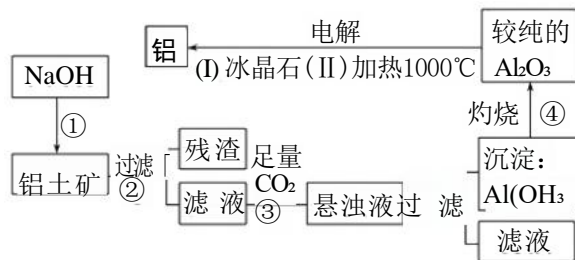 NaOH
①
铝土矿
过滤
②
残渣
滤 液
足量
CO₂
③
悬浊液
过 滤
沉淀：
Al(OH₃
滤液
灼烧
④
较纯的
Al₂O₃
电解
(I) 冰晶石(Ⅱ)加热1000℃
铝